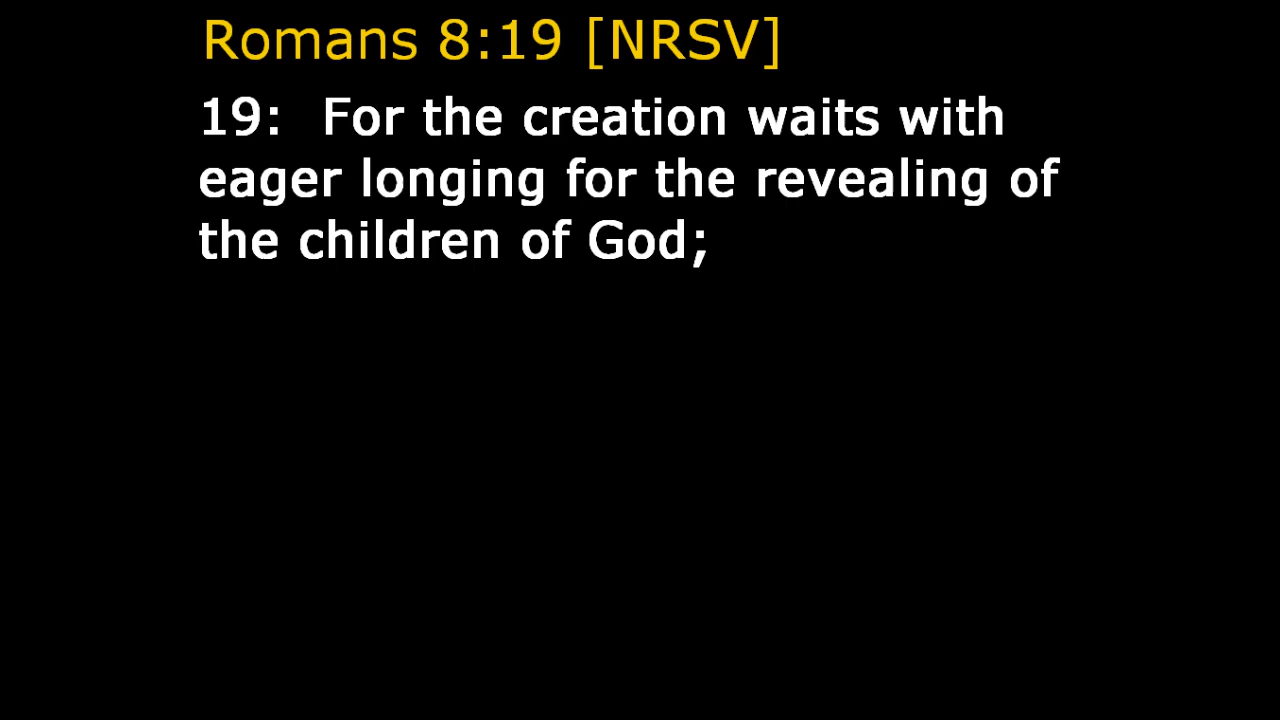 Romans 8:19 [NRSV]
19: For the creation waits with
eager longing for the revealing of
the children of God;